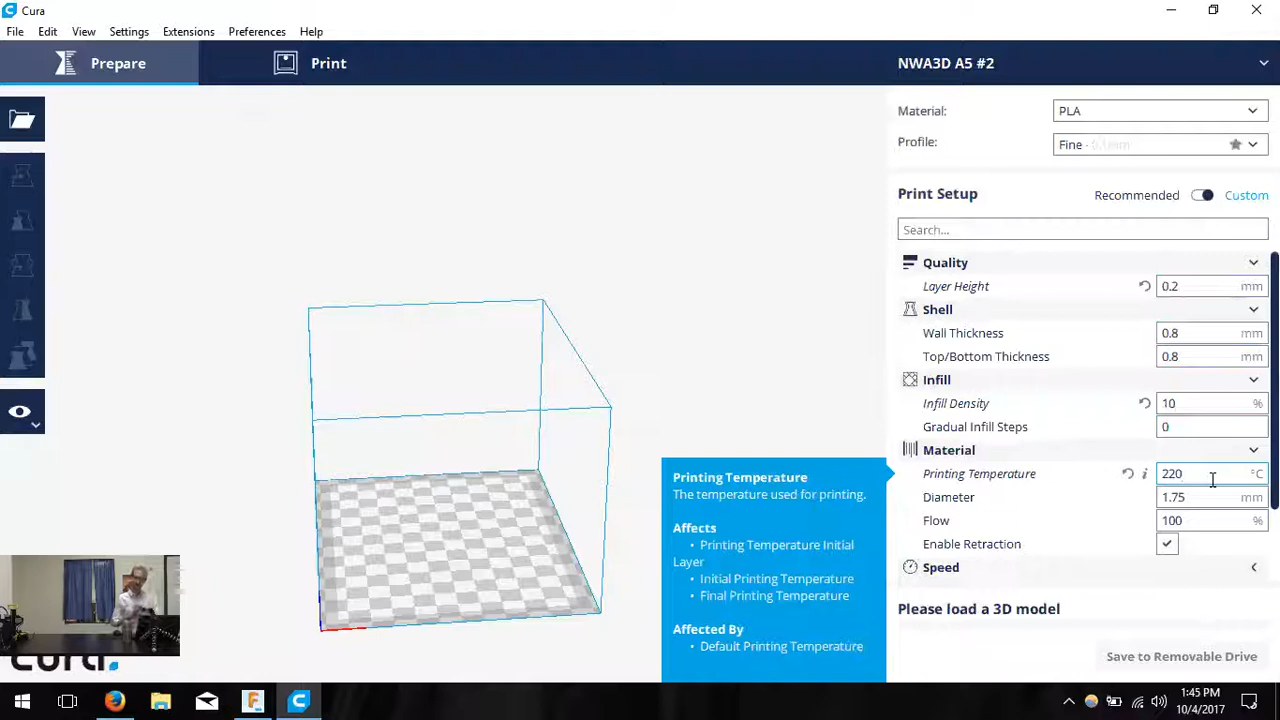 Cura
File Edit View Settings Extensions Preferences Help
Prepare
Print
NWA3D A5 #2
Material: PLA
Profile: Fine - 0.1mm
Print Setup Recommended Custom
Search...
Quality
Layer Height 0.2 mm
Shell
Wall Thickness 0.8 mm
Top/Bottom Thickness 0.8 mm
Infill
Infill Density 10 %
Gradual Infill Steps 0
Material
Printing Temperature i 220 °C
Diameter 1.75 mm
Flow 100 %
Enable Retraction
Speed
Please load a 3D model
Save to Removable Drive
Printing Temperature
The temperature used for printing.
Affects
• Printing Temperature Initial
Layer
• Initial Printing Temperature
• Final Printing Temperature
Affected By
• Default Printing Temperature
cura.
1:45 PM
10/4/2017